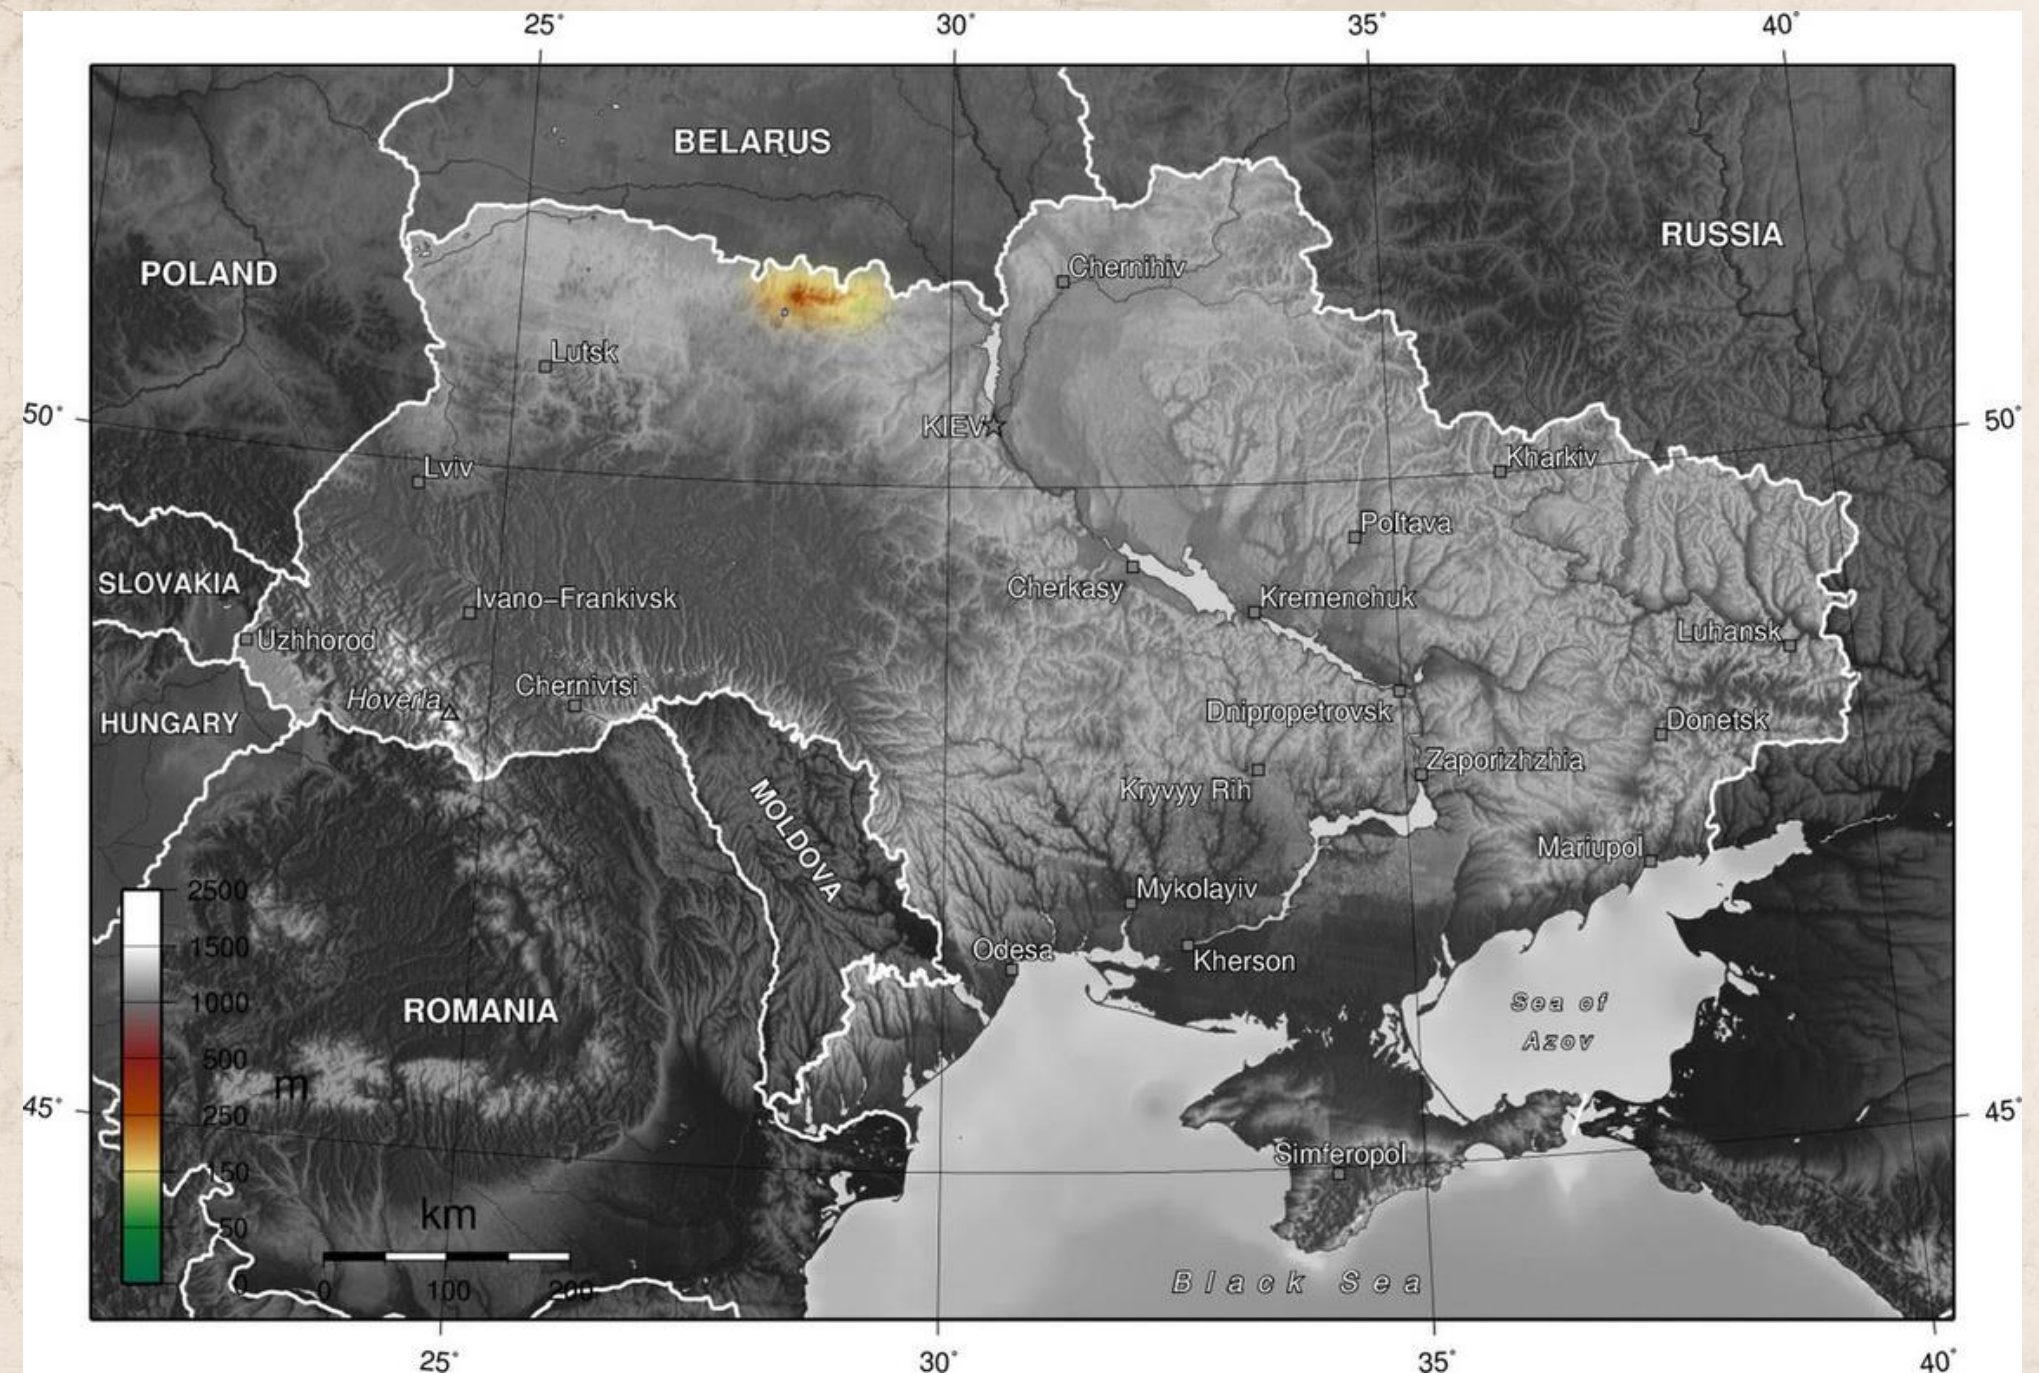 25°
30°
35°
40°
BELARUS
RUSSIA
POLAND
Chernihiv
Lutsk
50°
50°
KIEV
Lviv
Kharkiv
Poltava
SLOVAKIA
Cherkasy
Ivano-Frankivsk
Kremenchuk
Uzhhorod
Luhansk
Hoverla
Chernivtsi
HUNGARY
Dnipropetrovsk
Donetsk
Zaporizhzhia
Kryvyy Rih
MOLDOVA
Mariupol
2500
Mykolayiv
1500
Odesa
Kherson
1000
ROMANIA
Sea of
Azov
500
m
250
45°
45°
150
Simferopol
50
km
0
0
100
200
Black Sea
25°
30°
35°
40°